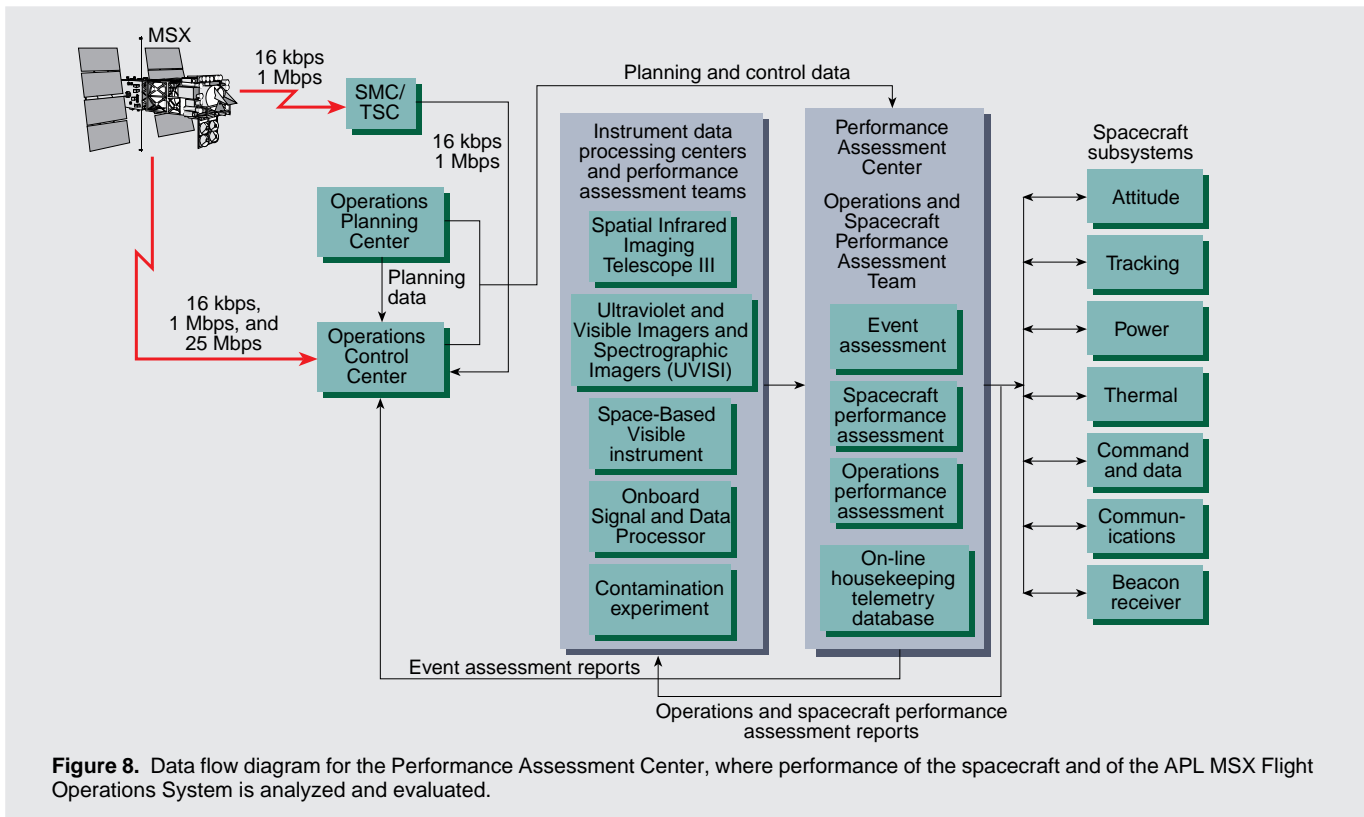 MSX
16 kbps
1 Mbps
SMC/
TSC
16 kbps
1 Mbps
Planning and control data
Operations
Planning
Center
Planning
data
16 kbps,
1 Mbps, and
25 Mbps
Operations
Control
Center
Instrument data
processing centers
and performance
assessment teams
Spatial Infrared
Imaging
Telescope III
Ultraviolet and
Visible Imagers and
Spectrographic
Imagers (UVISI)
Space-Based
Visible
instrument
Onboard
Signal and Data
Processor
Contamination
experiment
Performance
Assessment
Center
Operations and
Spacecraft
Performance
Assessment
Team
Event
assessment
Spacecraft
performance
assessment
Operations
performance
assessment
On-line
housekeeping
telemetry
database
Spacecraft
subsystems
Attitude
Tracking
Power
Thermal
Command
and data
Commun-
ications
Beacon
receiver
Event assessment reports
Operations and spacecraft performance
assessment reports
Figure 8. Data flow diagram for the Performance Assessment Center, where performance of the spacecraft and of the APL MSX Flight
Operations System is analyzed and evaluated.